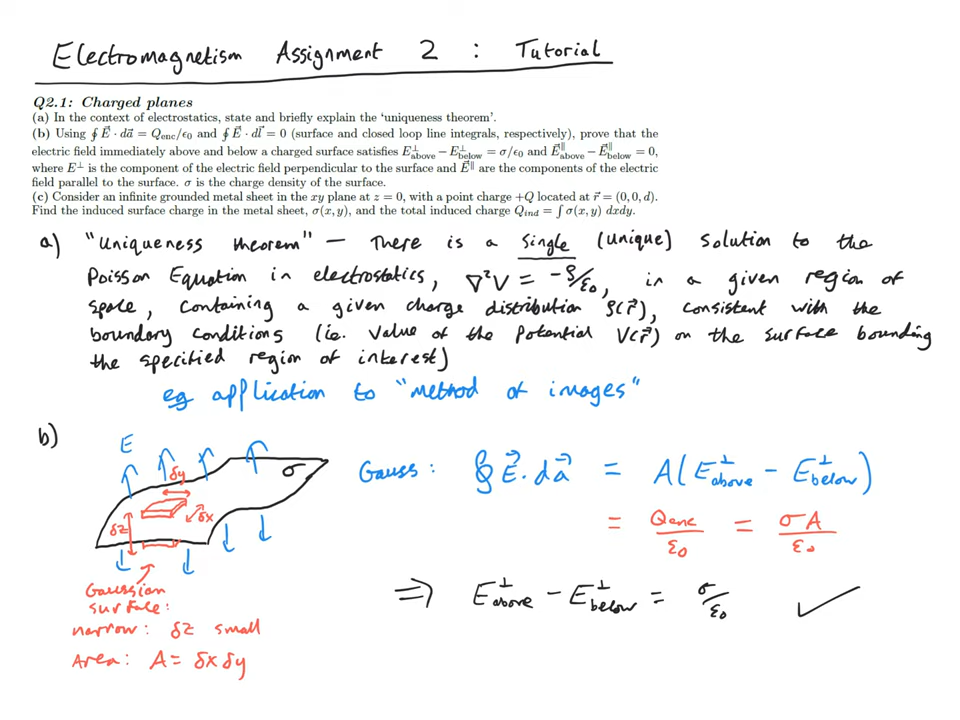 Electromagnetism Assignment 2 : Tutorial
Q2.1: Charged planes
(a) In the context of electrostatics, state and briefly explain the 'uniqueness theorem'.
(b) Using ∮ E⃗ · da⃗ = Q_enc/ϵ₀ and ∮ E⃗ · dl⃗ = 0 (surface and closed loop line integrals, respectively), prove that the
electric field immediately above and below a charged surface satisfies E^⊥_above − E^⊥_below = σ/ϵ₀ and E⃗^∥_above − E⃗^∥_below = 0,
where E^⊥ is the component of the electric field perpendicular to the surface and E⃗^∥ are the components of the electric
field parallel to the surface. σ is the charge density of the surface.
(c) Consider an infinite grounded metal sheet in the xy plane at z = 0, with a point charge +Q located at r⃗ = (0, 0, d).
Find the induced surface charge in the metal sheet, σ(x, y), and the total induced charge Q_ind = ∫ σ(x, y) dxdy.
a) "Uniqueness theorem" – There is a single (unique) solution to the
Poisson Equation in electrostatics, ∇²V = −ρ/ε₀, in a given region of
space, containing a given charge distribution ρ(r⃗), consistent with the
boundary conditions (ie. value of the potential V(r⃗) on the surface bounding
the specified region of interest)
eg application to "method of images"
b)
E
δy
σ
δx
δz
Gaussian
surface:
narrow: δz small
Area: A = δx δy
Gauss: ∮ E⃗ · da⃗ = A(E^⊥_above − E^⊥_below)
= Q_enc/ε₀ = σA/ε₀
⇒ E^⊥_above − E^⊥_below = σ/ε₀ ✓